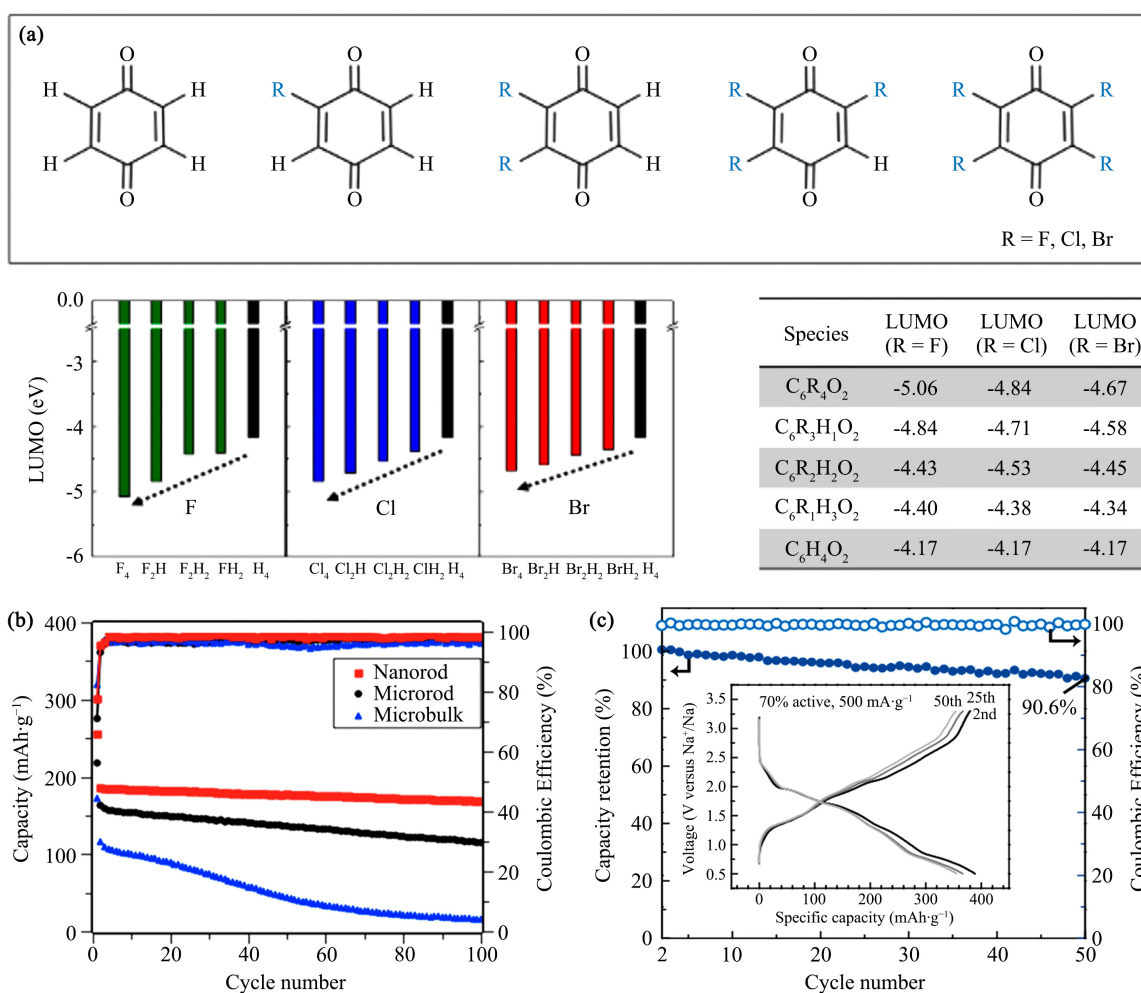 (a)
O O O O O
H H R H R H R R R R
H H H H R H R H R R
O O O O O
R = F, Cl, Br
0.0
-3
-4
-5
-6
LUMO (eV)
F Cl Br
F₄ F₂H F₂H₂ FH₂ H₄ Cl₄ Cl₂H Cl₂H₂ ClH₂ H₄ Br₄ Br₂H Br₂H₂ BrH₂ H₄
Species LUMO (R = F) LUMO (R = Cl) LUMO (R = Br)
C₆R₄O₂ -5.06 -4.84 -4.67
C₆R₃H₁O₂ -4.84 -4.71 -4.58
C₆R₂H₂O₂ -4.43 -4.53 -4.45
C₆R₁H₃O₂ -4.40 -4.38 -4.34
C₆H₄O₂ -4.17 -4.17 -4.17
(b)
400
300
200
100
0
Capacity (mAh·g⁻¹)
Nanorod
Microrod
Microbulk
100
80
60
40
20
0
Coulombic Efficiency (%)
0 20 40 60 80 100
Cycle number
(c)
100
80
60
40
20
0
Capacity retention (%)
90.6%
70% active, 500 mA·g⁻¹
50th 25th
2nd
3.5
3.0
2.5
2.0
1.5
1.0
0.5
Voltage (V versus Na⁺/Na)
0 100 200 300 400
Specific capacity (mAh·g⁻¹)
100
80
60
40
20
0
Coulombic Efficiency (%)
2 10 20 30 40 50
Cycle number